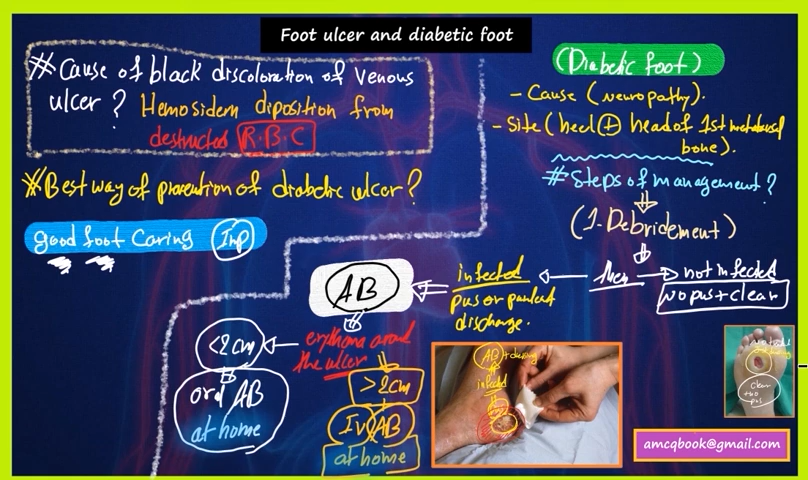 Foot ulcer and diabetic foot
# Cause of black discoloration of venous
ulcer? Hemosidern diposition from
destructed R.B.C
# Best way of prevention of diabetic ulcer?
good foot Caring Imp
(Diabetic foot)
- Cause (neuropathy).
- Site (heel + head of 1st metatarsal
bone).
# Steps of management?
(1. Debridement)
then
not infected
no pus + clear
infected
pus or purulent
discharge.
AB
erythema around
the ulcer
<2cm
oral AB
at home
>2cm
IV AB
at home
AB + dressing
infected
clear
no
pus
amcqbook@gmail.com